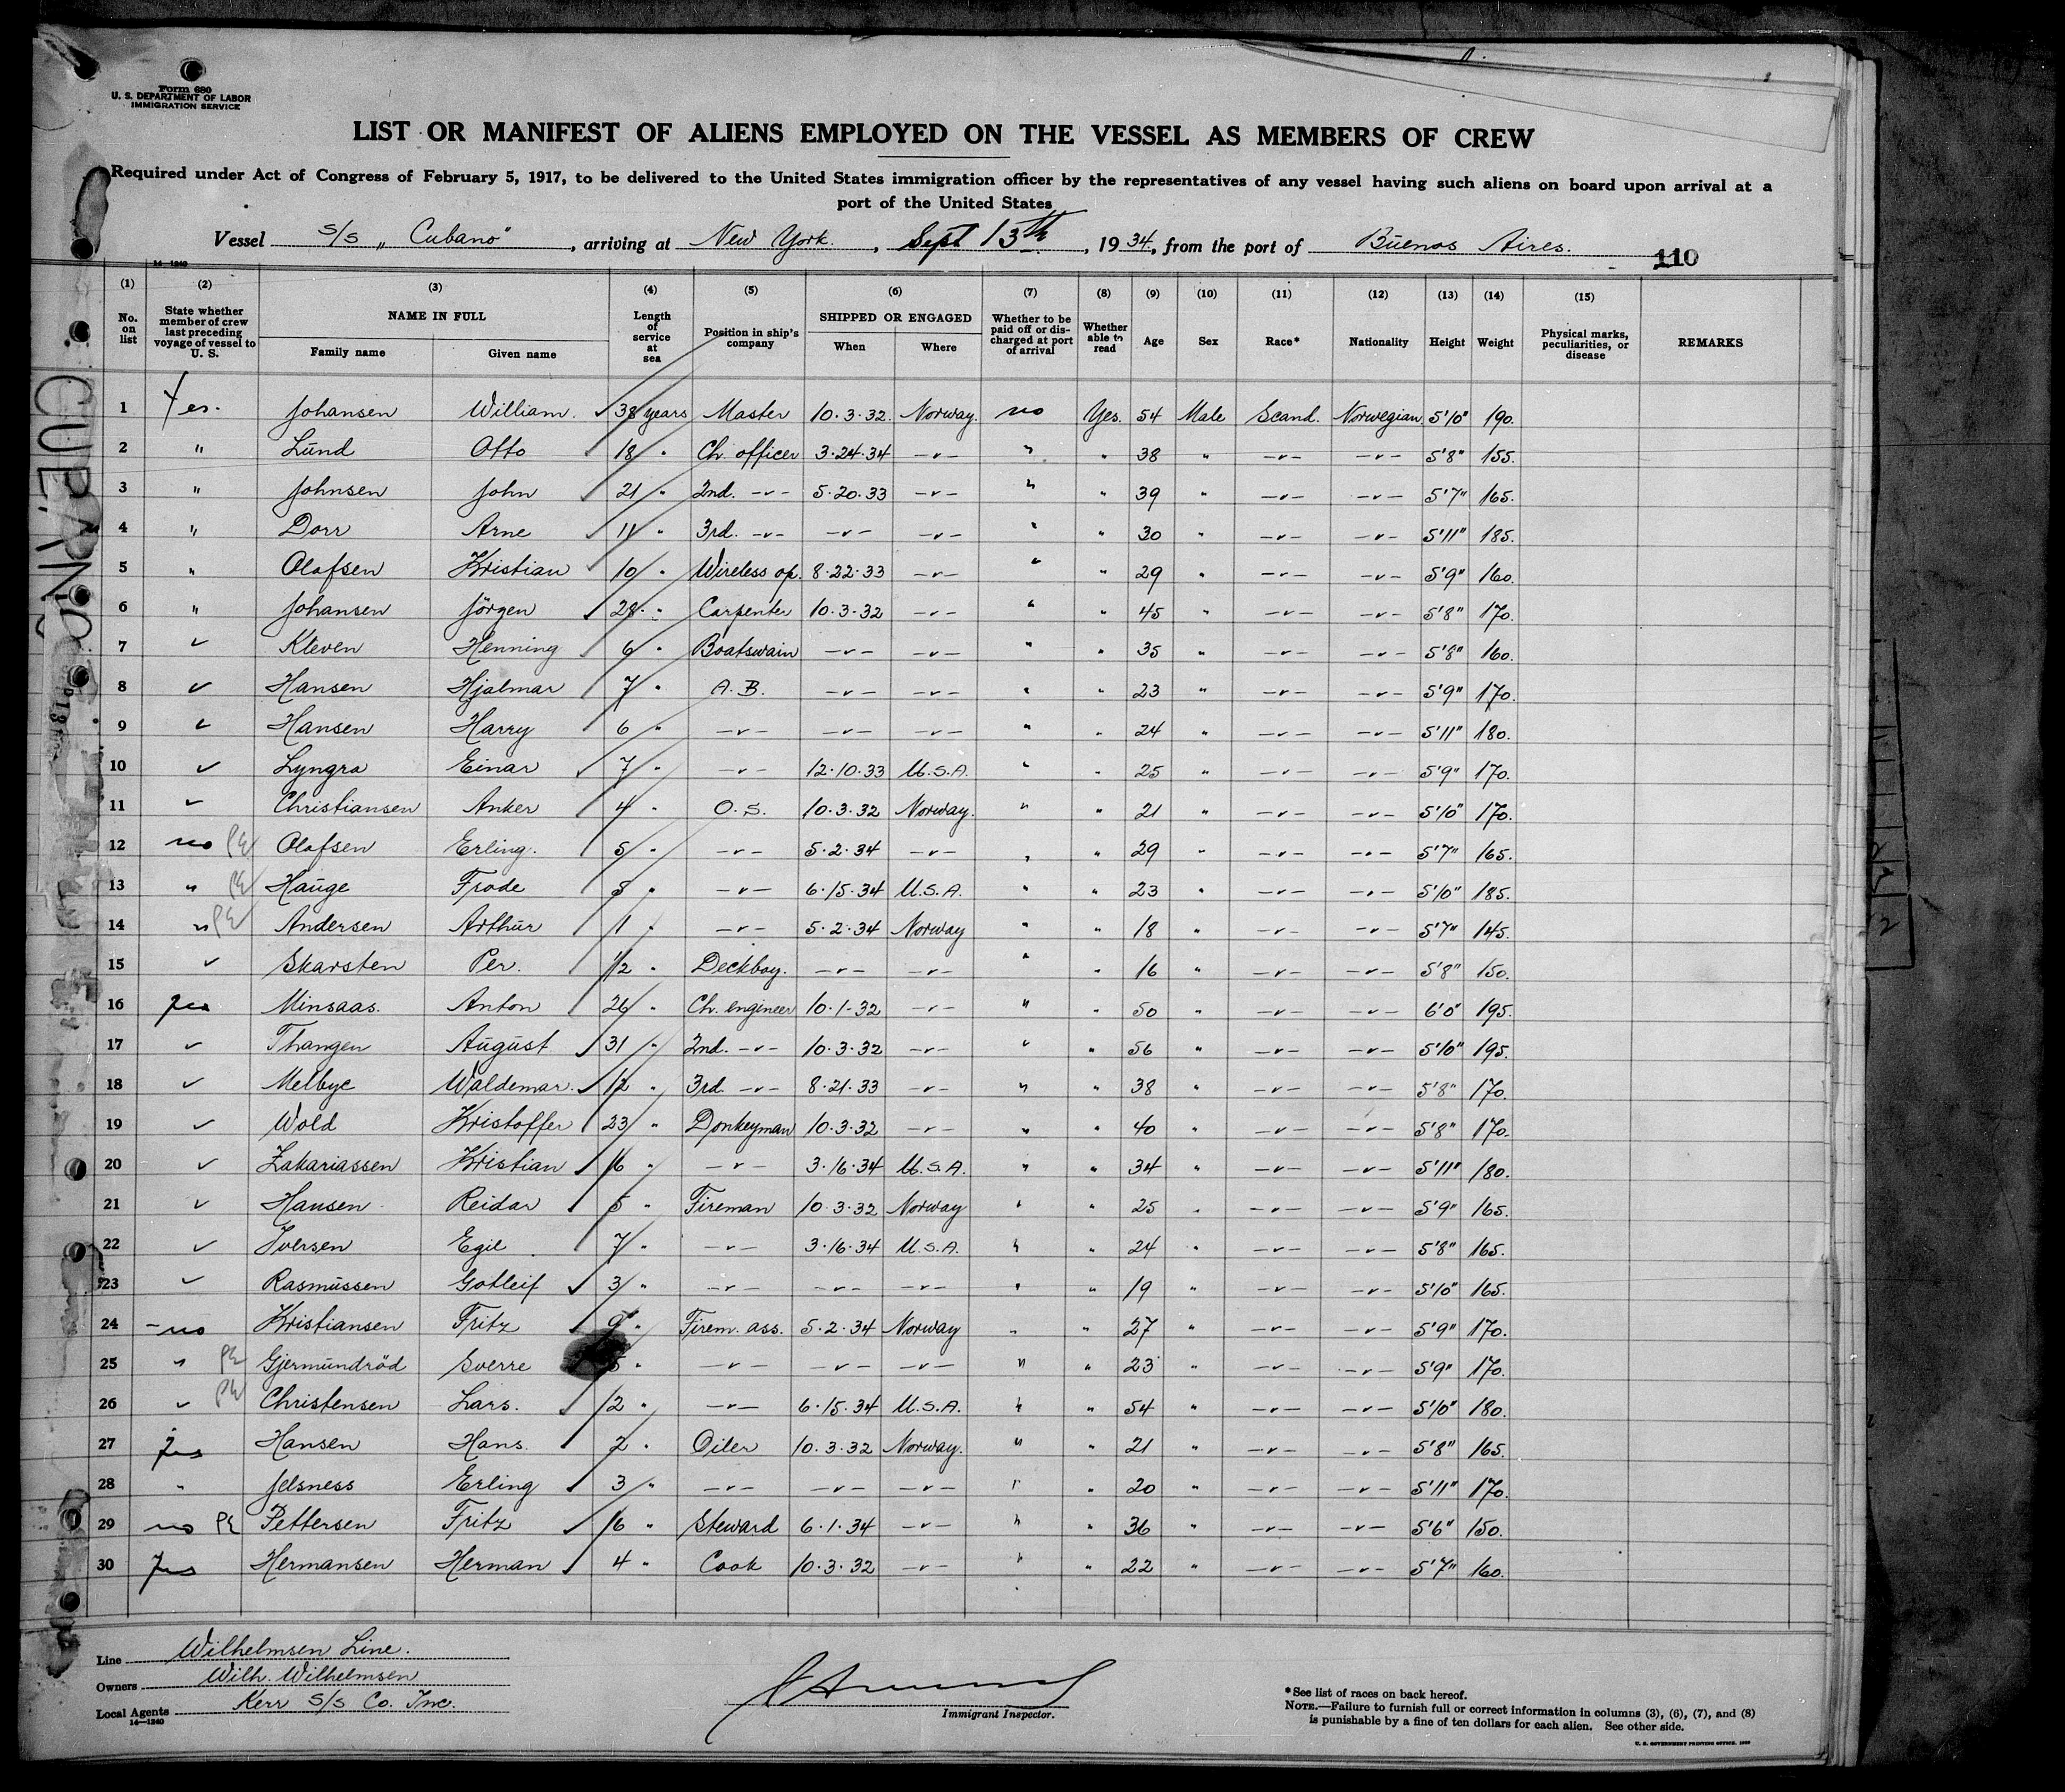 Form 680
U. S. DEPARTMENT OF LABOR
IMMIGRATION SERVICE
LIST OR MANIFEST OF ALIENS EMPLOYED ON THE VESSEL AS MEMBERS OF CREW
Required under Act of Congress of February 5, 1917, to be delivered to the United States immigration officer by the representatives of any vessel having such aliens on board upon arrival at a
port of the United States
Vessel S/S „Cubano", arriving at New York, Sept 13th, 1934, from the port of Buenos Aires.
110
14—1240
(1) No. on list (2) State whether member of crew last preceding voyage of vessel to U. S. (3) NAME IN FULL Family name Given name (4) Length of service at sea (5) Position in ship's company (6) SHIPPED OR ENGAGED When Where (7) Whether to be paid off or discharged at port of arrival (8) Whether able to read (9) Age (10) Sex (11) Race* (12) Nationality (13) Height (14) Weight (15) Physical marks, peculiarities, or disease REMARKS
CUBANO
1 Yes. Johansen William. 38 years Master 10.3.32. Norway. no Yes. 54 Male Scand. Norwegian 5'10" 190.
2 " Lund Otto 18 " Ch. officer 3.24.34 -"- " " 38 " -"- -"- 5'8" 155.
3 " Johnsen John 21 " 2nd. -"- 5.20.33 -"- " " 39 " -"- -"- 5'7" 165.
4 " Dorr Arne 11 " 3rd. -"- -"- -"- " " 30 " -"- -"- 5'11" 185.
5 " Olafsen Kristian 10 " Wireless op. 8.22.33 -"- " " 29 " -"- -"- 5'9" 160.
6 " Johansen Jörgen 28 " Carpenter 10.3.32 -"- " " 45 " -"- -"- 5'8" 170.
7 " Kleven Henning 6 " Boatswain -"- -"- " " 35 " -"- -"- 5'8" 160.
8 " Hansen Hjalmar 7 " A.B. -"- -"- " " 23 " -"- -"- 5'9" 170.
9 " Hansen Harry 6 " -"- -"- -"- " " 24 " -"- -"- 5'11" 180.
10 " Lyngra Einar 7 " -"- 12.10.33 U.S.A. " " 25 " -"- -"- 5'9" 170.
11 " Christiansen Anker 4 " O.S. 10.3.32 Norway. " " 21 " -"- -"- 5'10" 170.
12 no PE Olafsen Erling. 5 " -"- 5.2.34 -"- " " 29 " -"- -"- 5'7" 165.
13 " PE Hauge Frode 8 " -"- 6.15.34 U.S.A. " " 23 " -"- -"- 5'10" 185.
14 " PE Andersen Arthur 1 " -"- 5.2.34 Norway " " 18 " -"- -"- 5'7" 145.
15 " Skarsten Per. 1/2 " Deckboy. -"- -"- " " 16 " -"- -"- 5'8" 150.
16 yes Minsaas. Anton 26 " Ch. engineer 10.1.32 -"- " " 50 " -"- -"- 6'0" 195.
17 " Thangen August 31 " 2nd. -"- 10.3.32 -"- " " 56 " -"- -"- 5'10" 195.
18 " Melbye Waldemar. 12 " 3rd. -"- 8.21.33 -"- " " 38 " -"- -"- 5'8" 170.
19 " Wold Kristoffer 23 " Donkeyman 10.3.32 -"- " " 40 " -"- -"- 5'8" 170.
20 " Zakariassen Kristian 16 " -"- 3.16.34 U.S.A. " " 34 " -"- -"- 5'11" 180.
21 " Hansen Reidar 5 " Fireman 10.3.32 Norway " " 25 " -"- -"- 5'9" 165.
22 " Iversen Egil 7 " -"- 3.16.34 U.S.A. " " 24 " -"- -"- 5'8" 165.
23 " Rasmussen Gotleif 3 " -"- -"- -"- " " 19 " -"- -"- 5'10" 165.
24 no Kristiansen Fritz 9 " Firem. ass. 5.2.34 Norway " " 27 " -"- -"- 5'9" 170.
25 " PE Gjermundröd Sverre 5 " -"- -"- -"- " " 23 " -"- -"- 5'9" 170.
26 " PE Christensen Lars. 12 " -"- 6.15.34 U.S.A. " " 54 " -"- -"- 5'10" 180.
27 yes Hansen Hans. 2 " Oiler 10.3.32 Norway. " " 21 " -"- -"- 5'8" 165.
28 " Jelsness Erling 3 " -"- -"- -"- " " 20 " -"- -"- 5'11" 170.
29 no PE Pettersen Fritz 16 " Steward 6.1.34 -"- " " 36 " -"- -"- 5'6" 150.
30 Yes Hermansen Herman 4 " Cook 10.3.32 -"- " " 22 " -"- -"- 5'7" 160.
Line Wilhelmsen Line.
Owners Wilh. Wilhelmsen
Local Agents Kerr S/S Co. Inc.
14—1240
Immigrant Inspector.
*See list of races on back hereof.
NOTE.—Failure to furnish full or correct information in columns (3), (6), (7), and (8)
is punishable by a fine of ten dollars for each alien. See other side.
U. S. GOVERNMENT PRINTING OFFICE